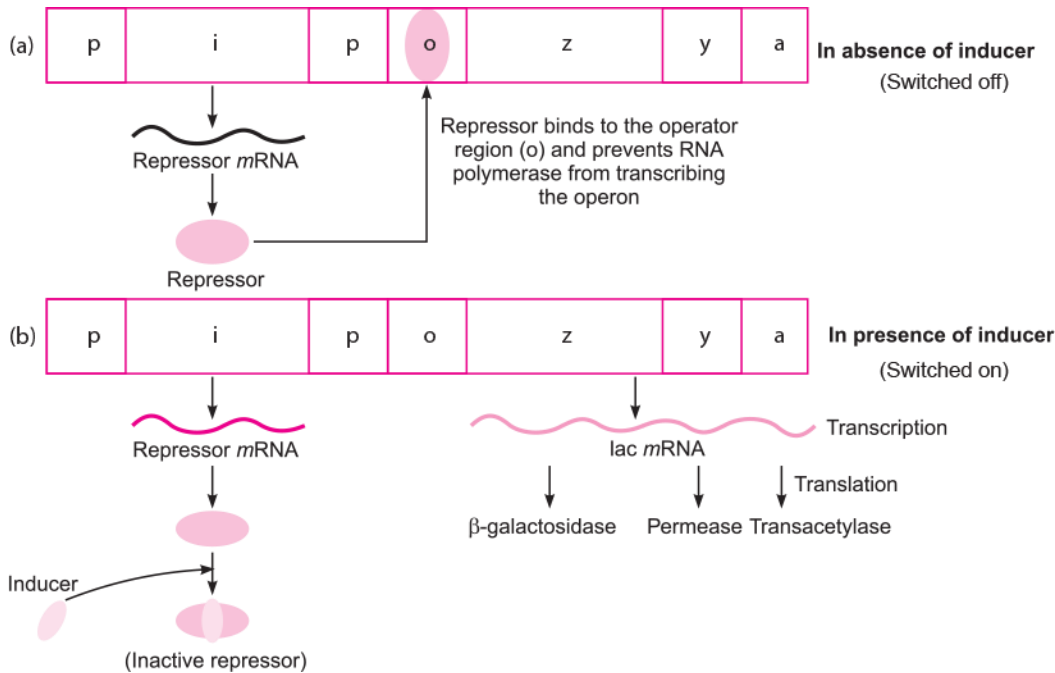 (a) p i p o z y a
In absence of inducer
(Switched off)
Repressor mRNA
Repressor binds to the operator
region (o) and prevents RNA
polymerase from transcribing
the operon
Repressor
(b) p i p o z y a
In presence of inducer
(Switched on)
Repressor mRNA
lac mRNA
Transcription
Translation
β-galactosidase Permease Transacetylase
Inducer
(Inactive repressor)